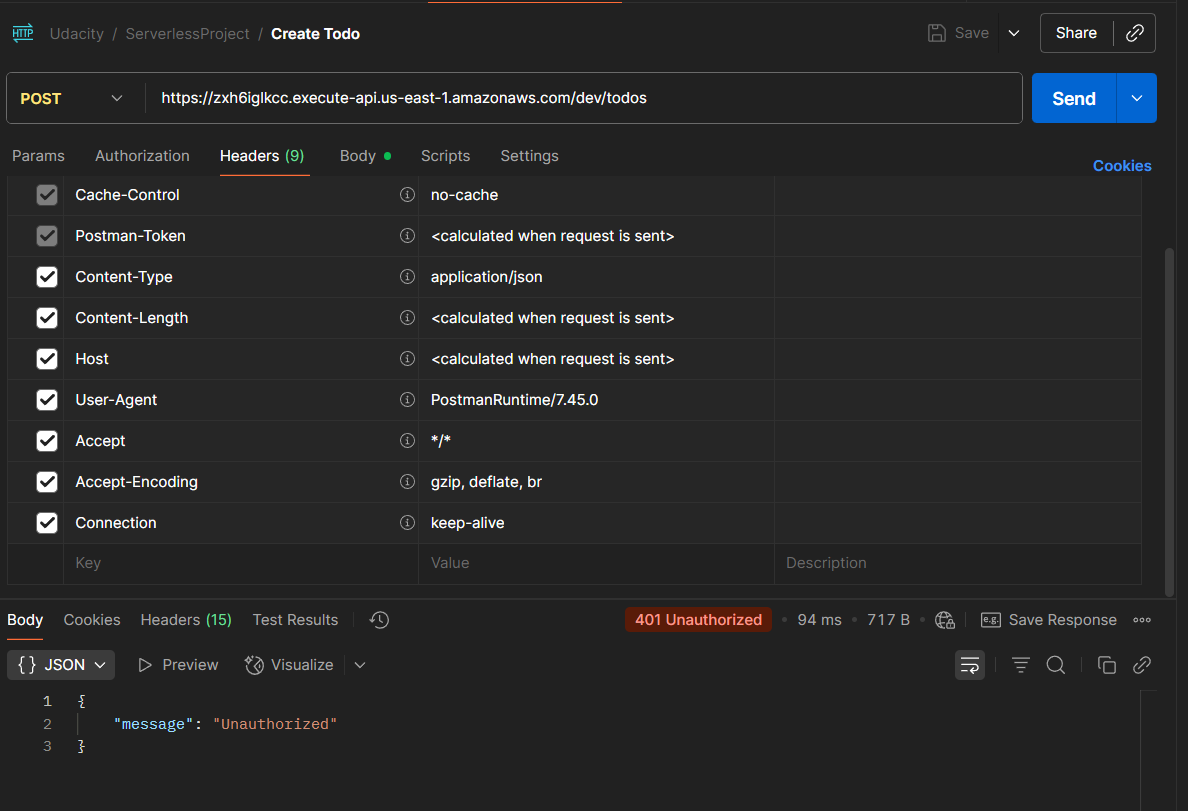 HTTP Udacity / ServerlessProject / Create Todo Save Share
POST https://zxh6iglkcc.execute-api.us-east-1.amazonaws.com/dev/todos Send
Params Authorization Headers (9) Body Scripts Settings Cookies
Cache-Control no-cache
Postman-Token <calculated when request is sent>
Content-Type application/json
Content-Length <calculated when request is sent>
Host <calculated when request is sent>
User-Agent PostmanRuntime/7.45.0
Accept */*
Accept-Encoding gzip, deflate, br
Connection keep-alive
Key Value Description
Body Cookies Headers (15) Test Results 401 Unauthorized • 94 ms • 717 B • e.g. Save Response
{} JSON Preview Visualize
1 {
2 "message": "Unauthorized"
3 }